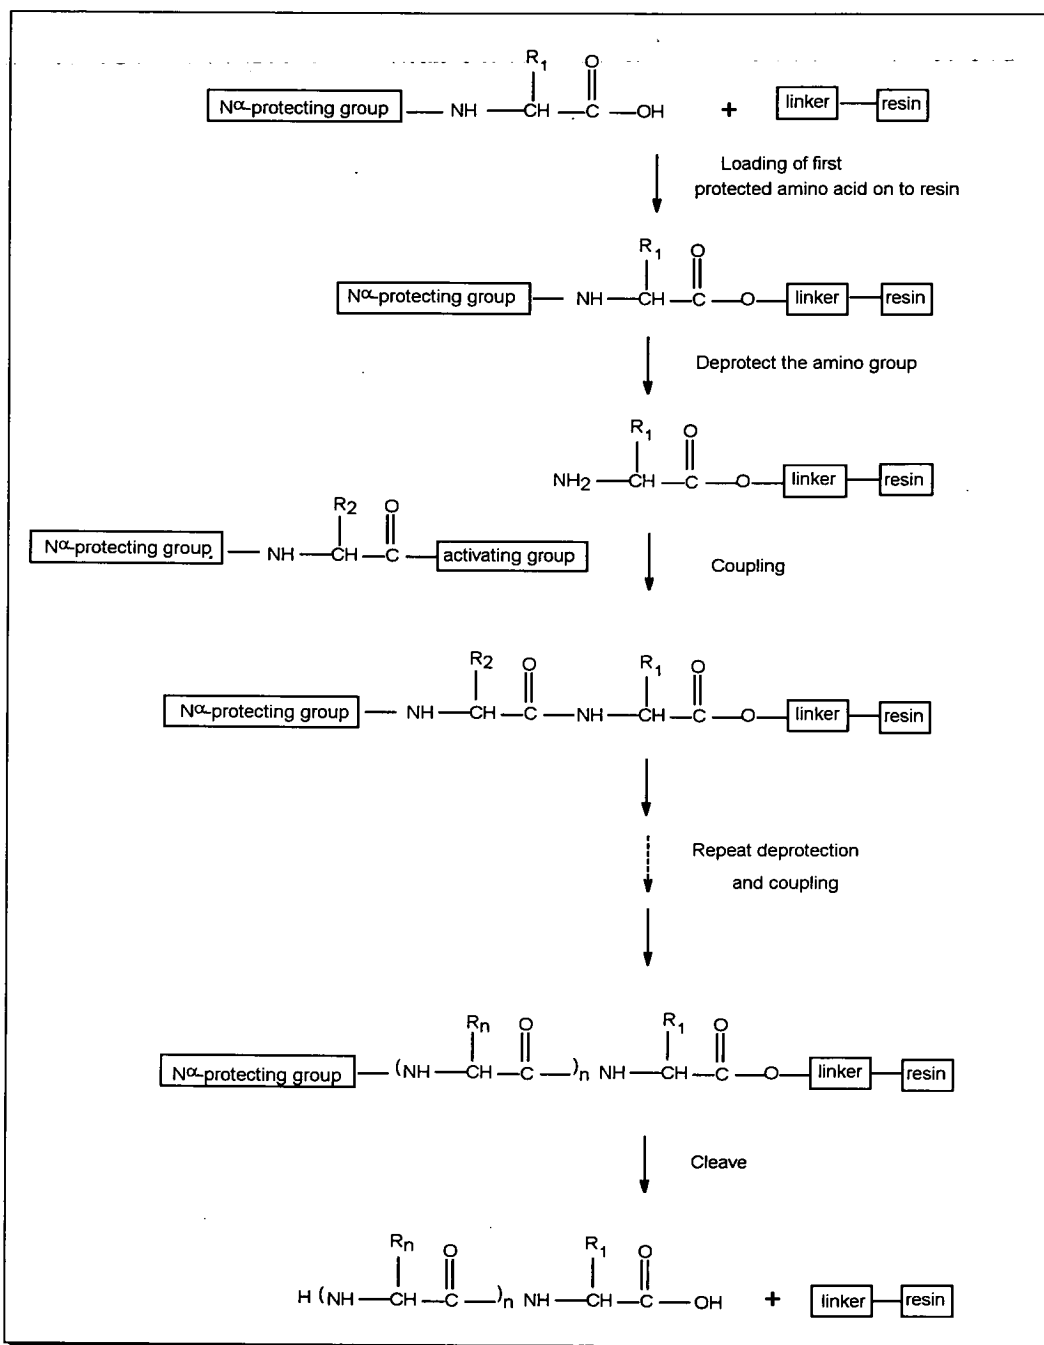 R1 O
Nα-protecting group NH CH C OH + linker resin
Loading of first
protected amino acid on to resin
R1 O
Nα-protecting group NH CH C O linker resin
Deprotect the amino group
R1 O
NH2 CH C O linker resin
R2 O
Nα-protecting group NH CH C activating group
Coupling
R2 O R1 O
Nα-protecting group NH CH C NH CH C O linker resin
Repeat deprotection
and coupling
Rn O R1 O
Nα-protecting group (NH CH C )n NH CH C O linker resin
Cleave
Rn O R1 O
H (NH CH C )n NH CH C OH + linker resin